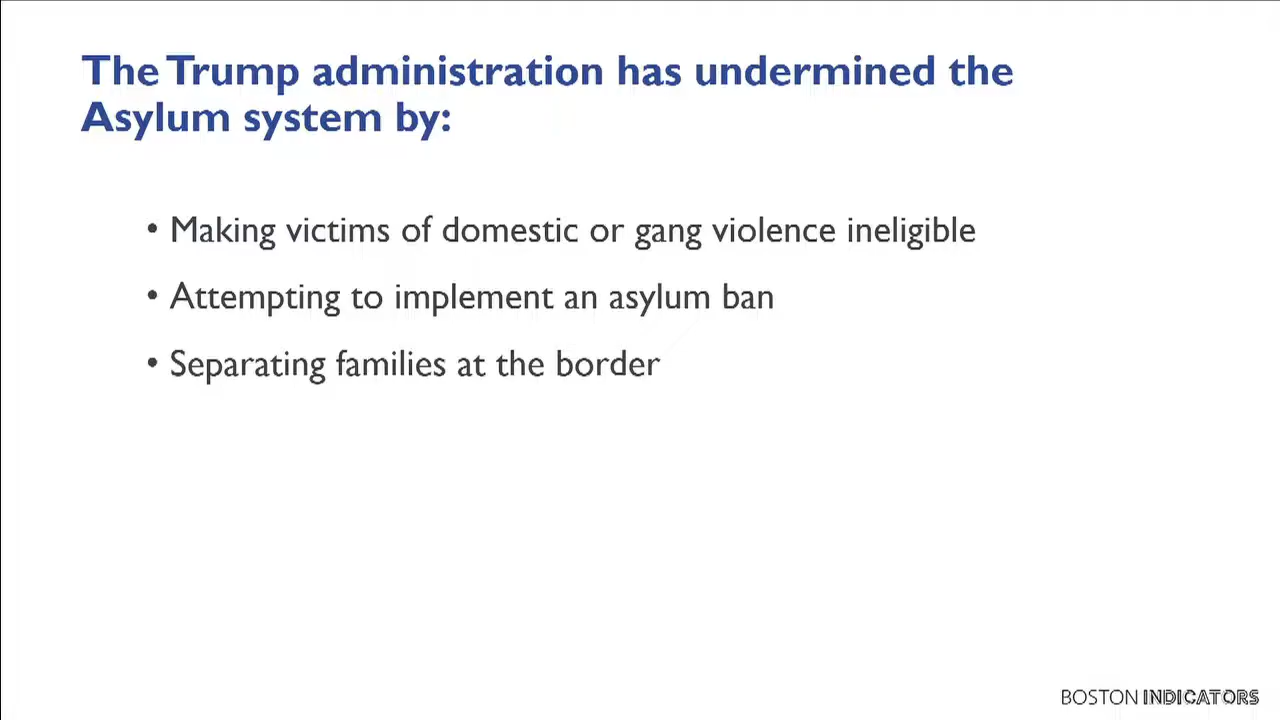 The Trump administration has undermined the
Asylum system by:
• Making victims of domestic or gang violence ineligible
• Attempting to implement an asylum ban
• Separating families at the border
BOSTON INDICATORS